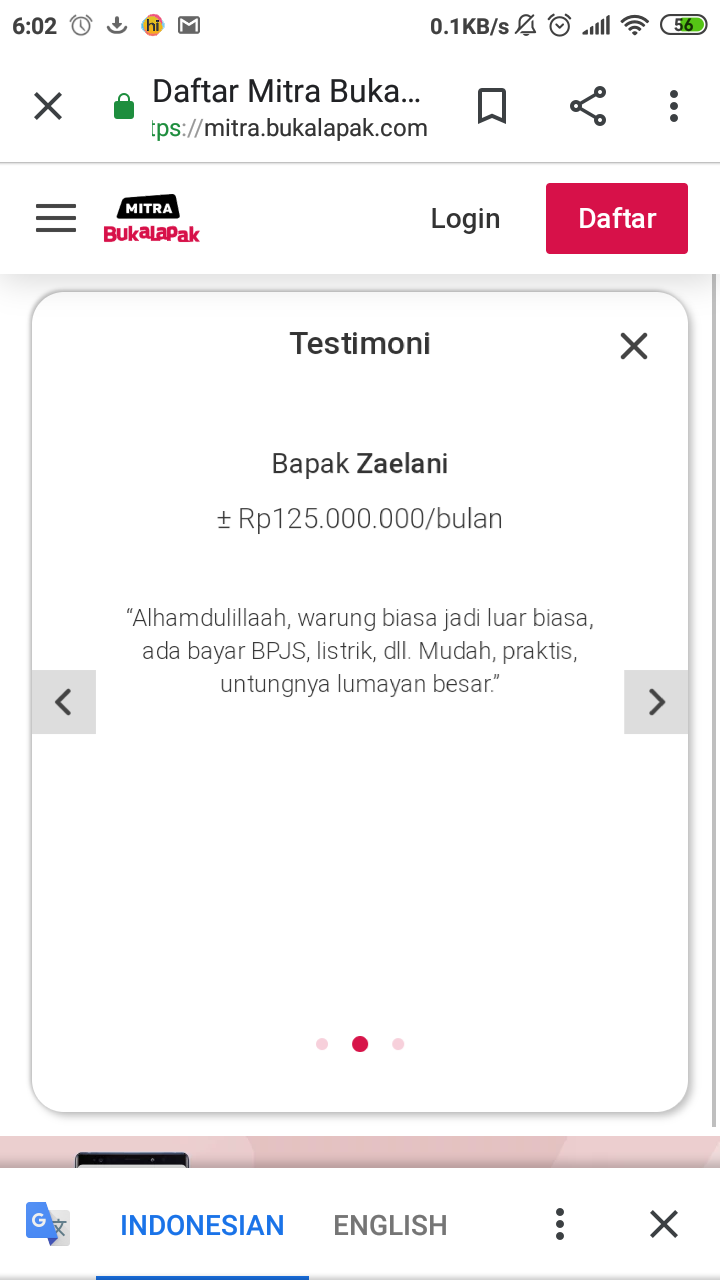 6:02
hi
0.1KB/s
56
Daftar Mitra Buka...
tps://mitra.bukalapak.com
MITRA
BukaLapak
Login
Daftar
Testimoni
Bapak Zaelani
± Rp125.000.000/bulan
“Alhamdulillaah, warung biasa jadi luar biasa,
ada bayar BPJS, listrik, dll. Mudah, praktis,
untungnya lumayan besar.”
G
INDONESIAN
ENGLISH